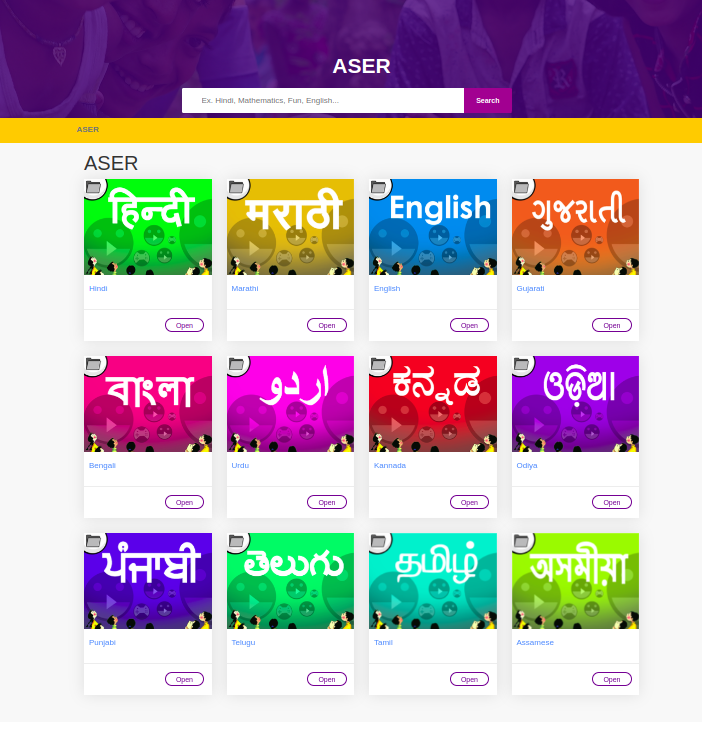 ASER
Ex. Hindi, Mathematics, Fun, English...
Search
ASER
ASER
हिन्दी
मराठी
English
ગુજરાતી
Hindi
Marathi
English
Gujarati
Open
Open
Open
Open
বাংলা
اردو
ಕನ್ನಡ
ଓଡ଼ିଆ
Bengali
Urdu
Kannada
Odiya
Open
Open
Open
Open
ਪੰਜਾਬੀ
తెలుగు
தமிழ்
অসমীয়া
Punjabi
Telugu
Tamil
Assamese
Open
Open
Open
Open